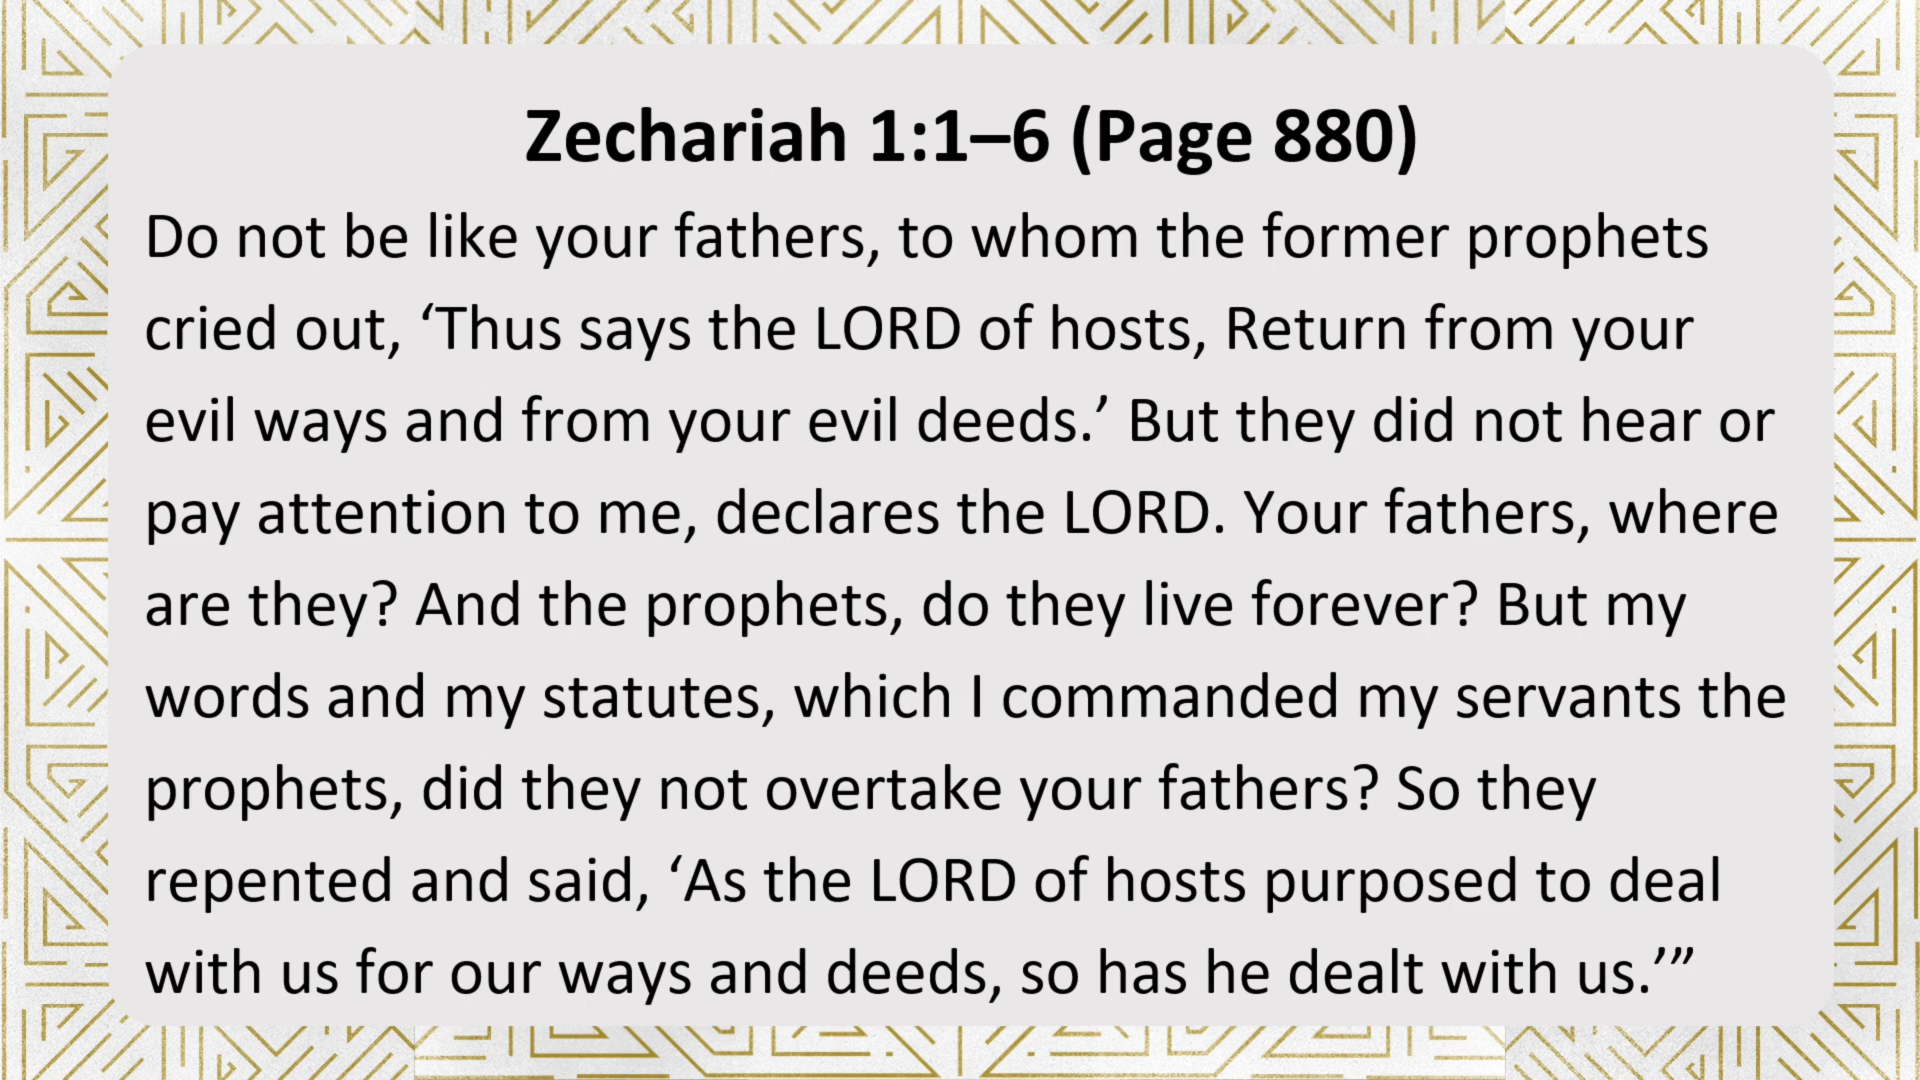 Zechariah 1:1–6 (Page 880)
Do not be like your fathers, to whom the former prophets
cried out, ‘Thus says the LORD of hosts, Return from your
evil ways and from your evil deeds.’ But they did not hear or
pay attention to me, declares the LORD. Your fathers, where
are they? And the prophets, do they live forever? But my
words and my statutes, which I commanded my servants the
prophets, did they not overtake your fathers? So they
repented and said, ‘As the LORD of hosts purposed to deal
with us for our ways and deeds, so has he dealt with us.’”